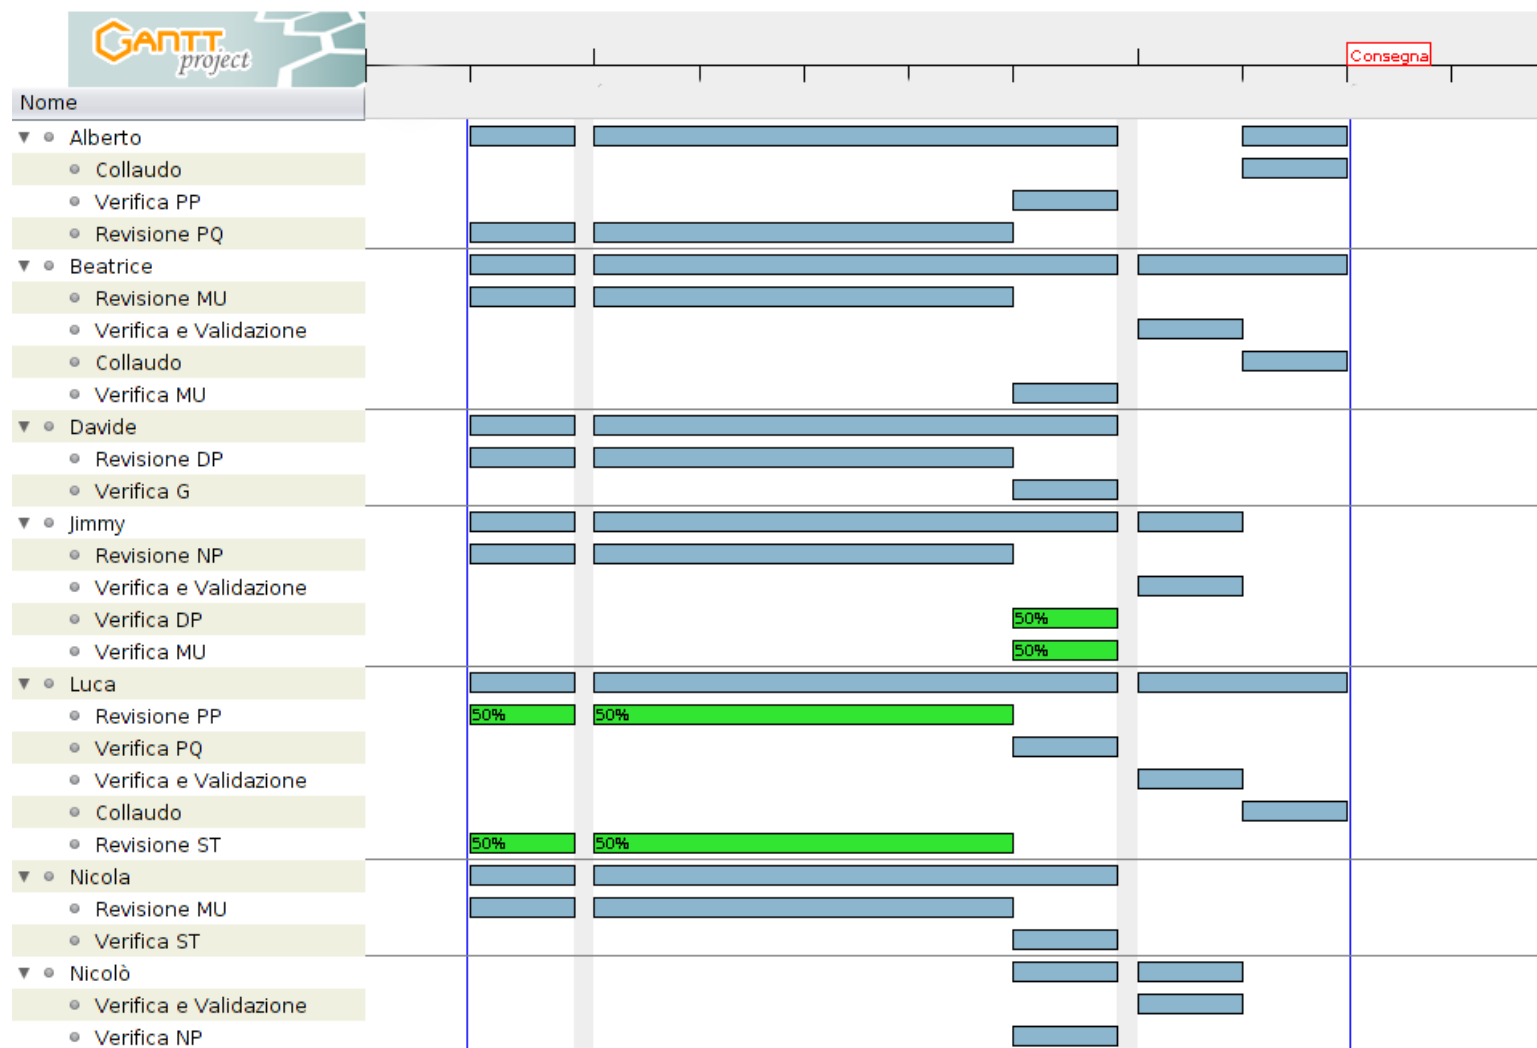 GANTT
project
Consegna
Nome
Alberto
Collaudo
Verifica PP
Revisione PQ
Beatrice
Revisione MU
Verifica e Validazione
Collaudo
Verifica MU
Davide
Revisione DP
Verifica G
Jimmy
Revisione NP
Verifica e Validazione
Verifica DP 50%
Verifica MU 50%
Luca
Revisione PP 50% 50%
Verifica PQ
Verifica e Validazione
Collaudo
Revisione ST 50% 50%
Nicola
Revisione MU
Verifica ST
Nicolò
Verifica e Validazione
Verifica NP